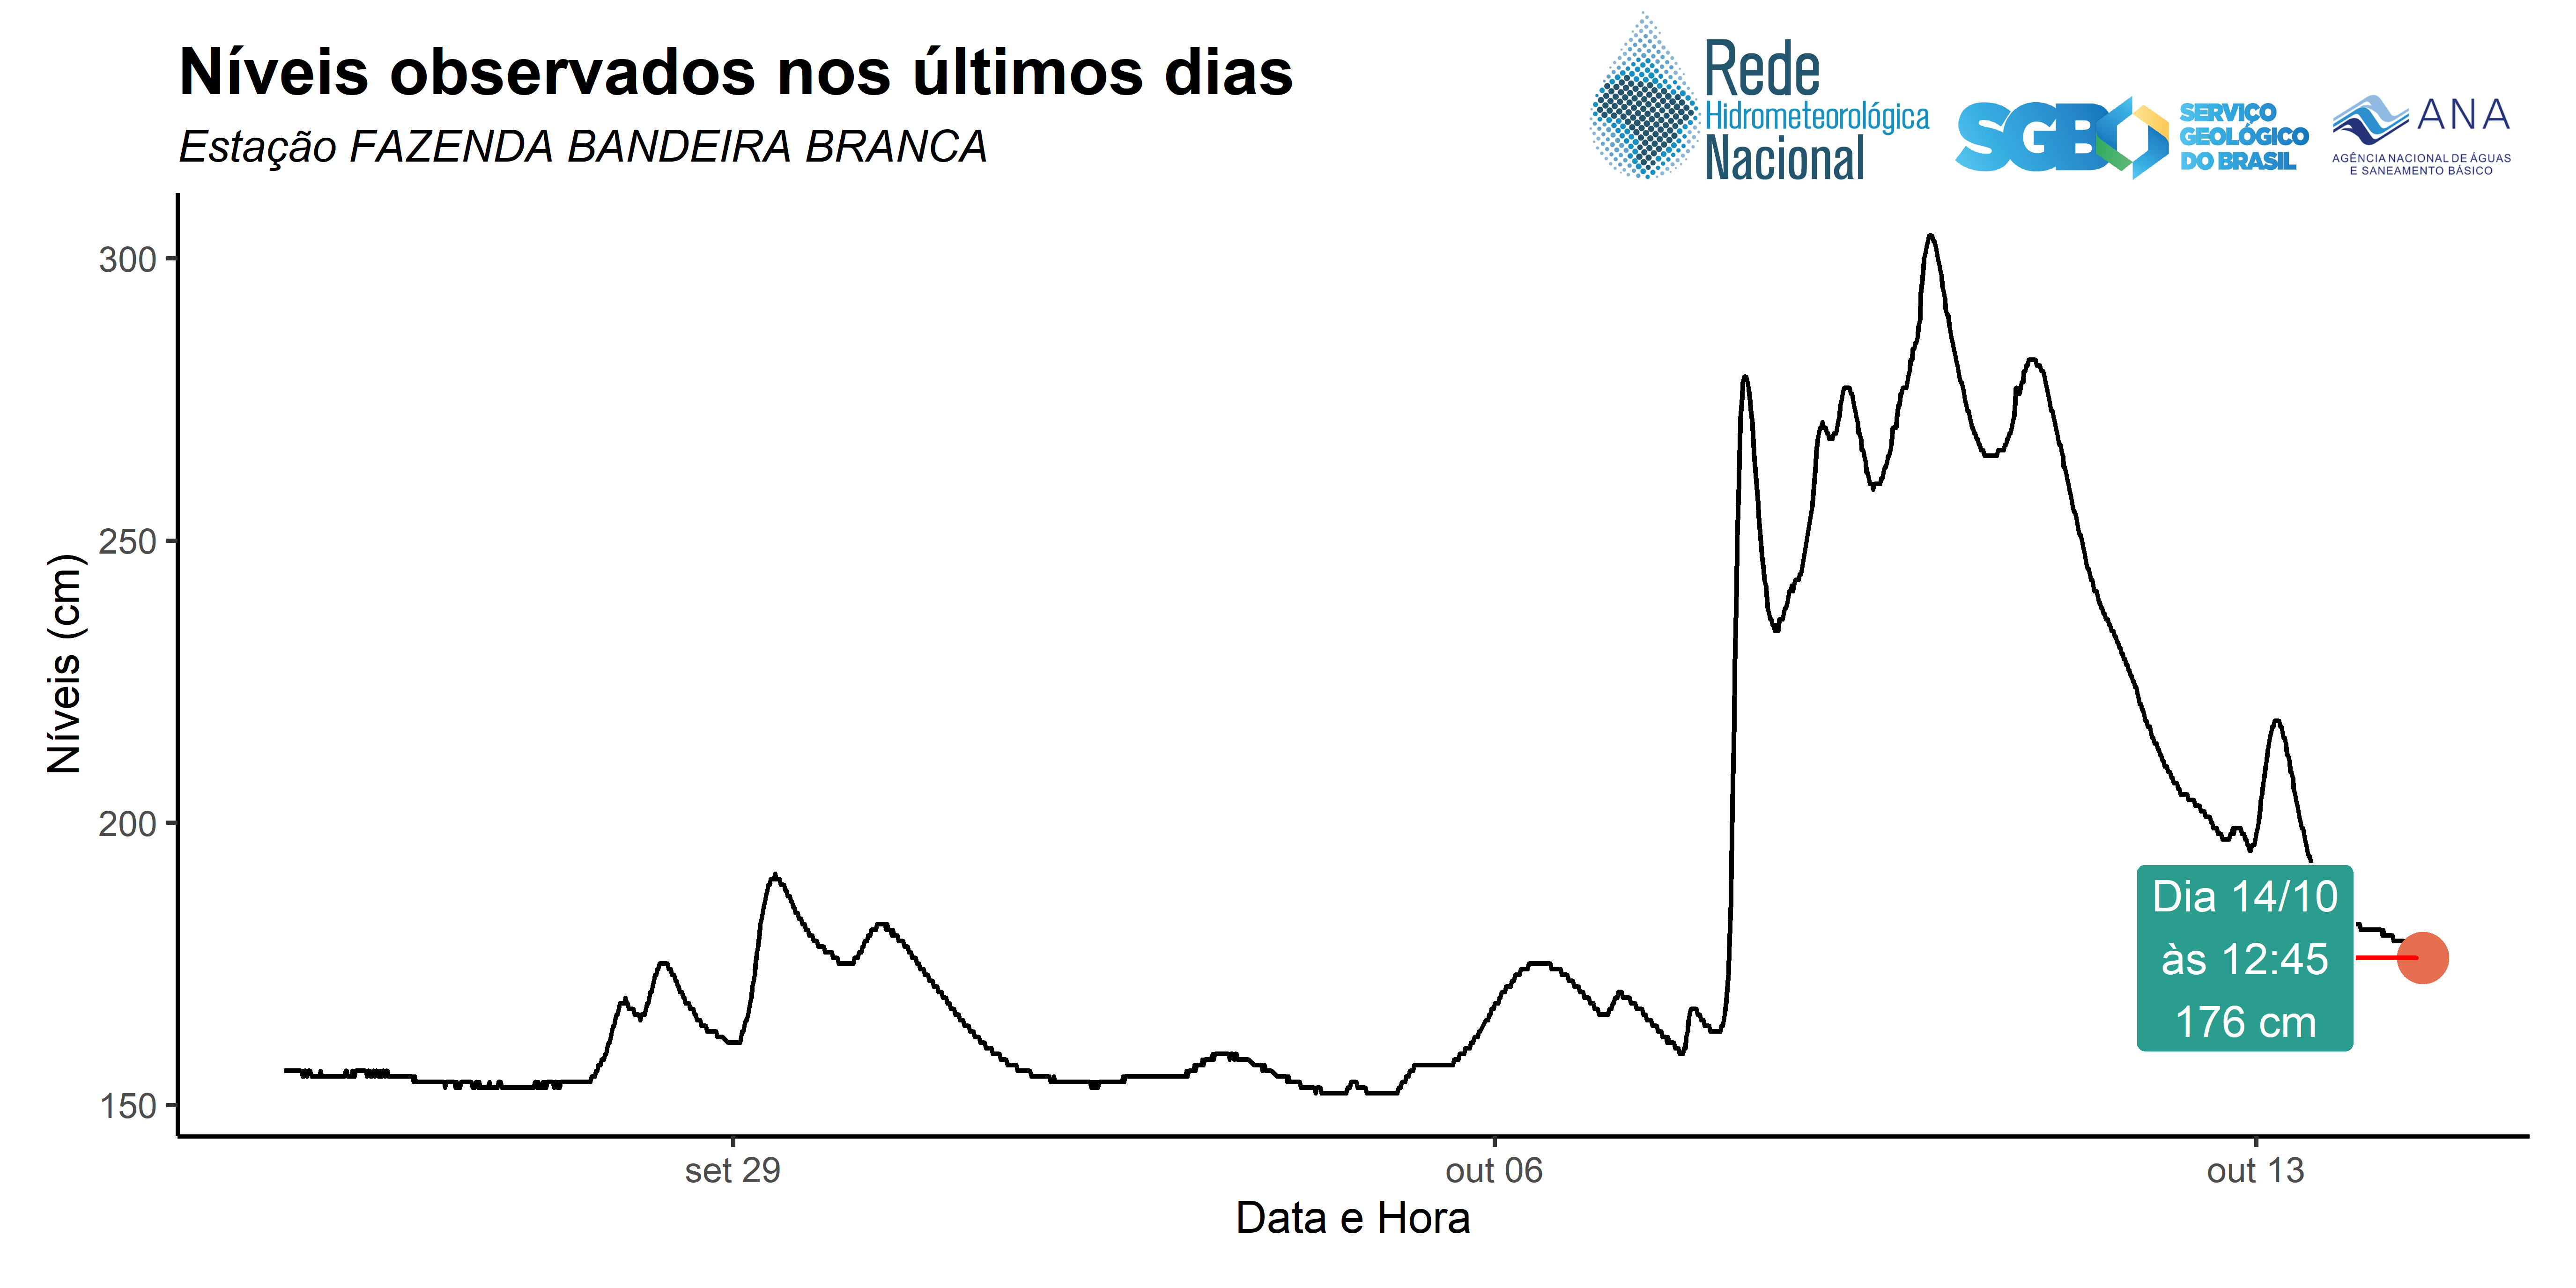 Níveis observados nos últimos dias
Estação FAZENDA BANDEIRA BRANCA
Rede
Hidrometeorológica
Nacional
SGB
SERVIÇO
GEOLÓGICO
DO BRASIL
ANA
AGÊNCIA NACIONAL DE ÁGUAS
E SANEAMENTO BÁSICO
Níveis (cm)
300
250
200
150
Dia 14/10
às 12:45
176 cm
set 29
out 06
out 13
Data e Hora